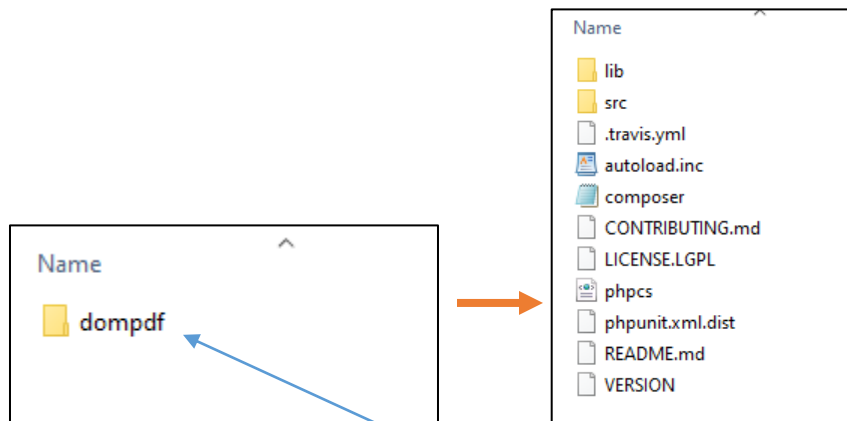 Name
dompdf
Name
lib
src
.travis.yml
autoload.inc
composer
CONTRIBUTING.md
LICENSE.LGPL
phpcs
phpunit.xml.dist
README.md
VERSION